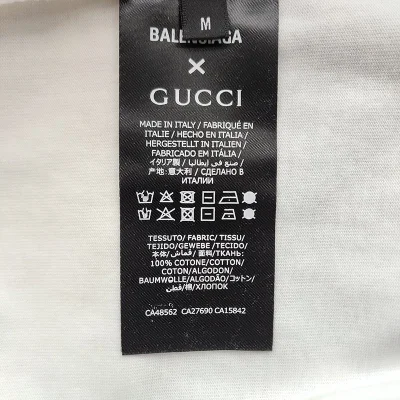 M
BALENCIAGA
×
GUCCI
MADE IN ITALY / FABRIQUÉ EN
ITALIE / HECHO EN ITALIA /
HERGESTELLT IN ITALIEN /
FABRICADO EM ITÁLIA /
イタリア製 / صنع في إيطاليا /
产地:意大利 / СДЕЛАНО В
ИТАЛИИ
TESSUTO/ FABRIC/ TISSU/
TEJIDO/GEWEBE /TECIDO/
本体/ قماش /面料/ТКАНЬ:
100% COTONE/COTTON/
COTON/ALGODON/
BAUMWOLLE/ALGODÃO/コットン/
قطن/棉/ХЛОПОК
CA48562 CA27690 CA15842